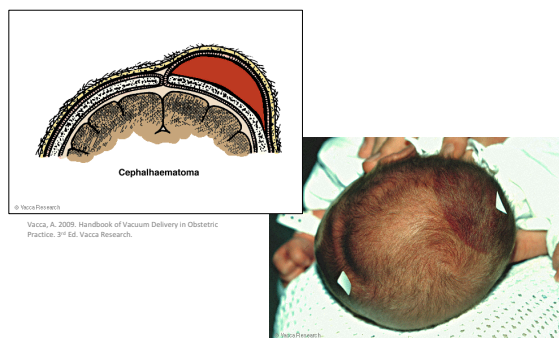 Cephalhaematoma
© Vacca Research
Vacca, A. 2009. Handbook of Vacuum Delivery in Obstetric
Practice. 3rd Ed. Vacca Research.
© Vacca Research